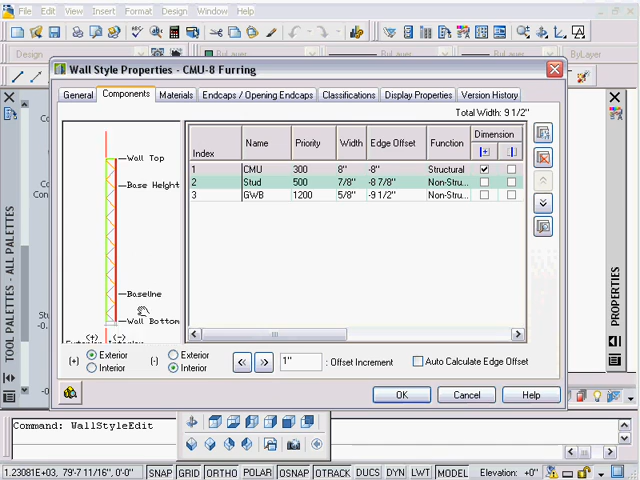 File Edit View Insert Format Design Window Help
Design
ByLayer
ByLayer
Wall Style Properties - CMU-8 Furring
General Components Materials Endcaps / Opening Endcaps Classifications Display Properties Version History
Total Width: 9 1/2"
Index Name Priority Width Edge Offset Function Dimension
1 CMU 300 8" -8" Structural
2 Stud 500 7/8" -8 7/8" Non-Stru...
3 GWB 1200 5/8" -9 1/2" Non-Stru...
Wall Top
Base Height
Baseline
Wall Bottom
(+) (-)
(+) Exterior Interior
(-) Exterior Interior
1" : Offset Increment
Auto Calculate Edge Offset
OK Cancel Help
TOOL PALETTES - ALL PALETTES
PROPERTIES
Command: WallStyleEdit
1.23081E+03, 79'-7 11/16", 0'-0" SNAP GRID ORTHO POLAR OSNAP OTRACK DUCS DYN LWT MODEL Elevation: +0"